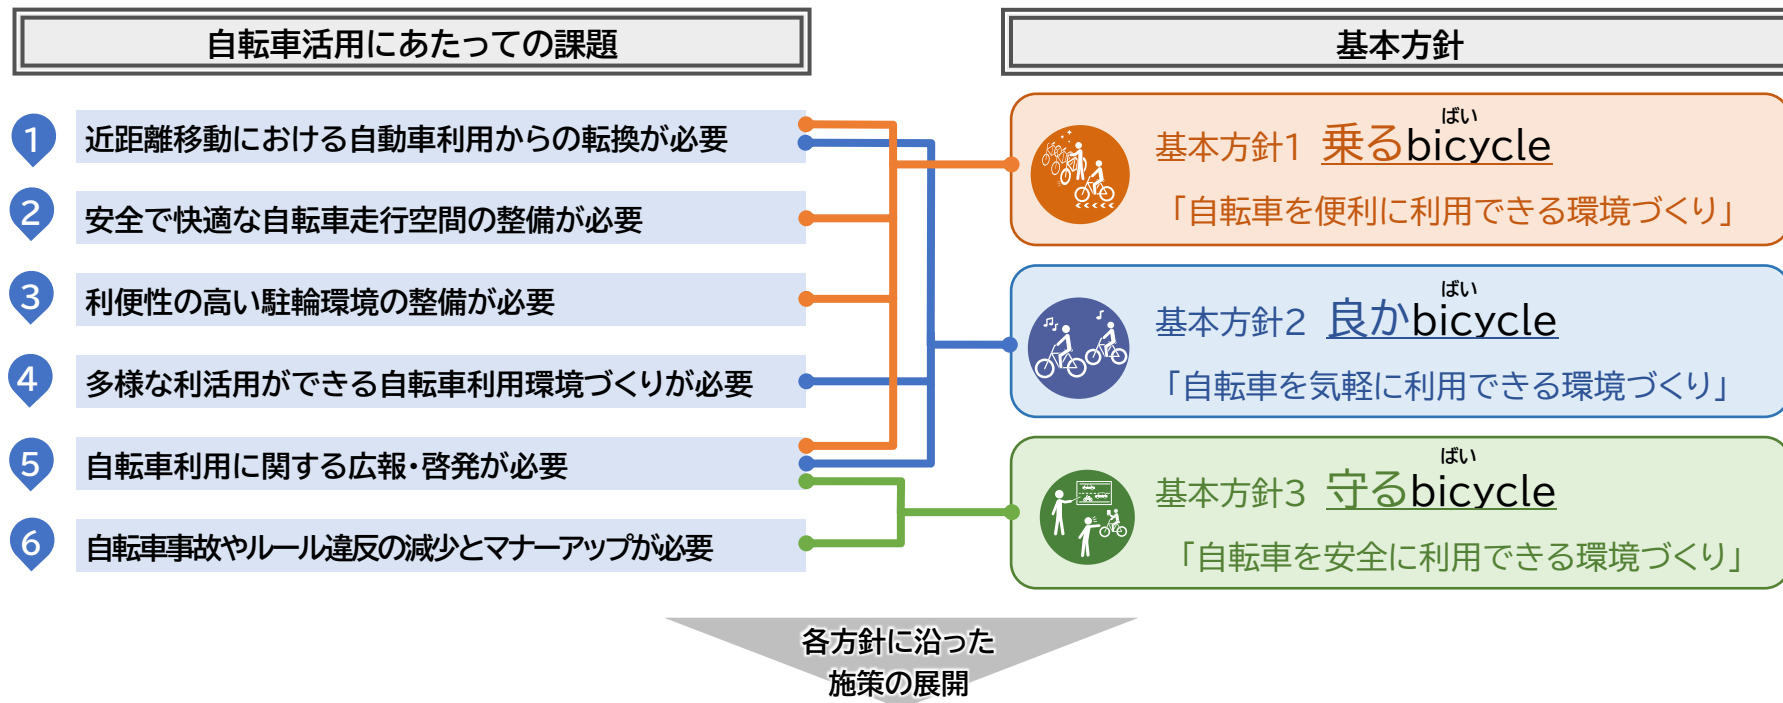 自転車活用にあたっての課題
1 近距離移動における自動車利用からの転換が必要
2 安全で快適な自転車走行空間の整備が必要
3 利便性の高い駐輪環境の整備が必要
4 多様な利活用ができる自転車利用環境づくりが必要
5 自転車利用に関する広報・啓発が必要
6 自転車事故やルール違反の減少とマナーアップが必要
基本方針
ばい
基本方針1 乗るbicycle
「自転車を便利に利用できる環境づくり」
ばい
基本方針2 良かbicycle
「自転車を気軽に利用できる環境づくり」
ばい
基本方針3 守るbicycle
「自転車を安全に利用できる環境づくり」
各方針に沿った
施策の展開